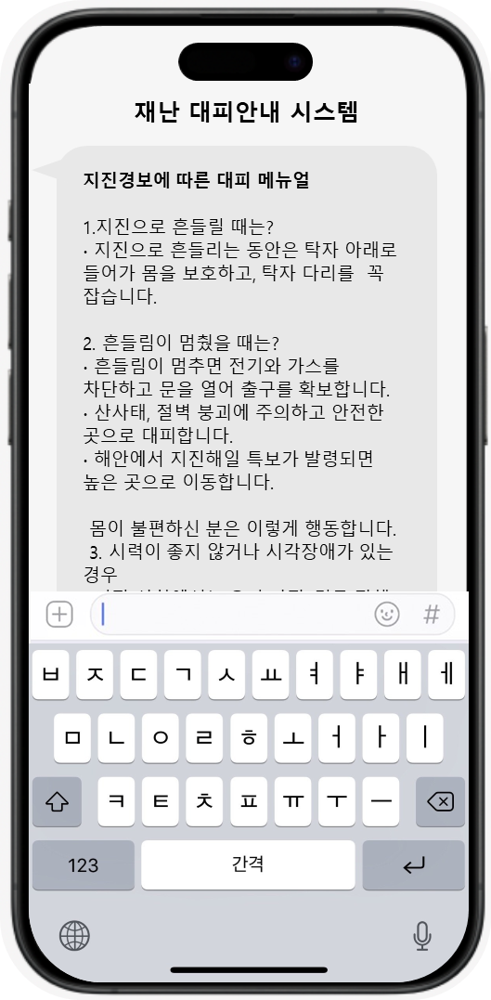 재난 대피안내 시스템
지진경보에 따른 대피 메뉴얼
1.지진으로 흔들릴 때는?
· 지진으로 흔들리는 동안은 탁자 아래로
들어가 몸을 보호하고, 탁자 다리를 꼭
잡습니다.
2. 흔들림이 멈췄을 때는?
· 흔들림이 멈추면 전기와 가스를
차단하고 문을 열어 출구를 확보합니다.
· 산사태, 절벽 붕괴에 주의하고 안전한
곳으로 대피합니다.
· 해안에서 지진해일 특보가 발령되면
높은 곳으로 이동합니다.
몸이 불편하신 분은 이렇게 행동합니다.
3. 시력이 좋지 않거나 시각장애가 있는
경우
#
ㅂ ㅈ ㄷ ㄱ ㅅ ㅛ ㅕ ㅑ ㅐ ㅔ
ㅁ ㄴ ㅇ ㄹ ㅎ ㅗ ㅓ ㅏ ㅣ
ㅋ ㅌ ㅊ ㅍ ㅠ ㅜ ㅡ
123 간격